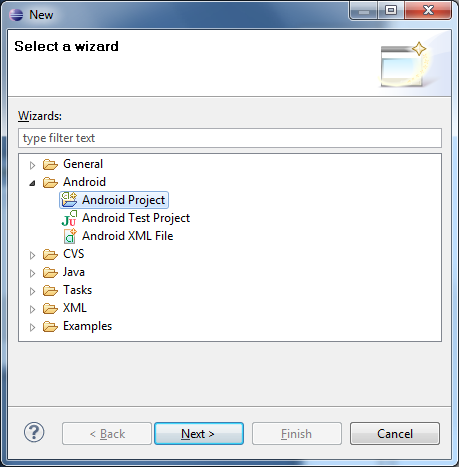 New
Select a wizard
Wizards:
type filter text
General
Android
Android Project
Android Test Project
Android XML File
CVS
Java
Tasks
XML
Examples
? < Back Next > Finish Cancel